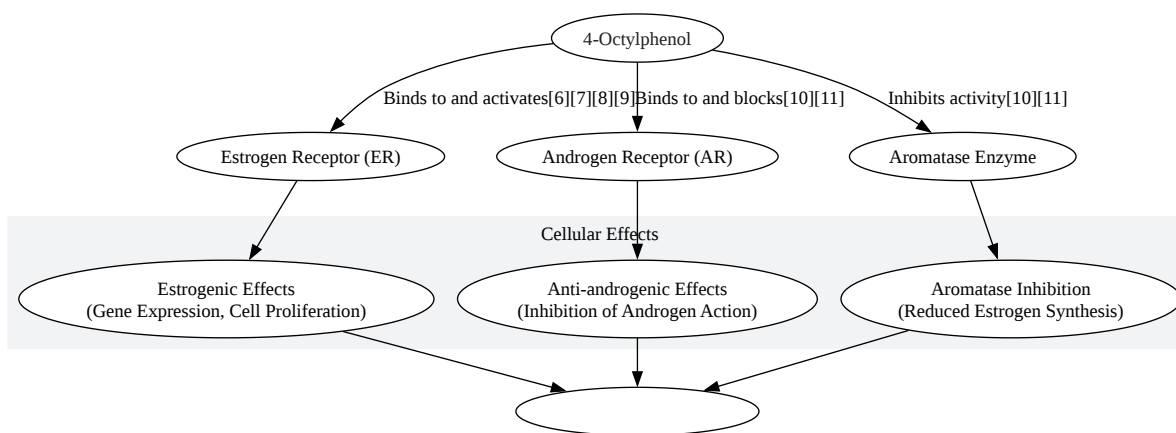 4-Octylphenol
Binds to and activates[6][7][8][9]
Binds to and blocks[10][11]
Inhibits activity[10][11]
Estrogen Receptor (ER)
Androgen Receptor (AR)
Aromatase Enzyme
Cellular Effects
Estrogenic Effects
(Gene Expression, Cell Proliferation)
Anti-androgenic Effects
(Inhibition of Androgen Action)
Aromatase Inhibition
(Reduced Estrogen Synthesis)